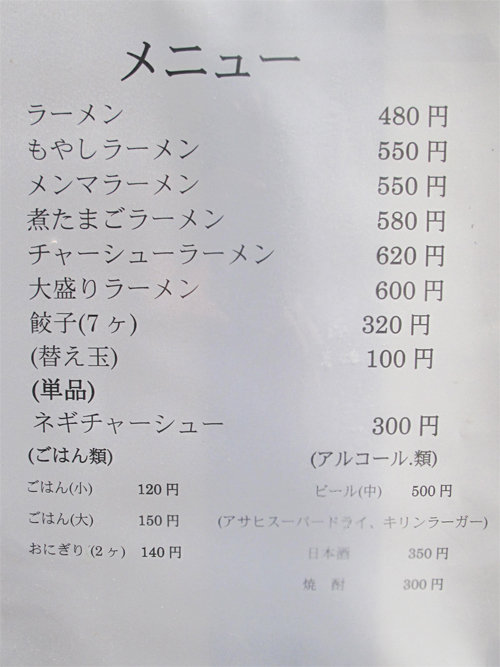 メニュー
ラーメン 480円
もやしラーメン 550円
メンマラーメン 550円
煮たまごラーメン 580円
チャーシューラーメン 620円
大盛りラーメン 600円
餃子(7ヶ) 320円
(替え玉) 100円
(単品)
ネギチャーシュー 300円
(ごはん類) (アルコール.類)
ごはん(小) 120円 ビール(中) 500円
ごはん(大) 150円 (アサヒスーパードライ、キリンラーガー)
おにぎり(2ヶ) 140円 日本酒 350円
焼 酎 300円